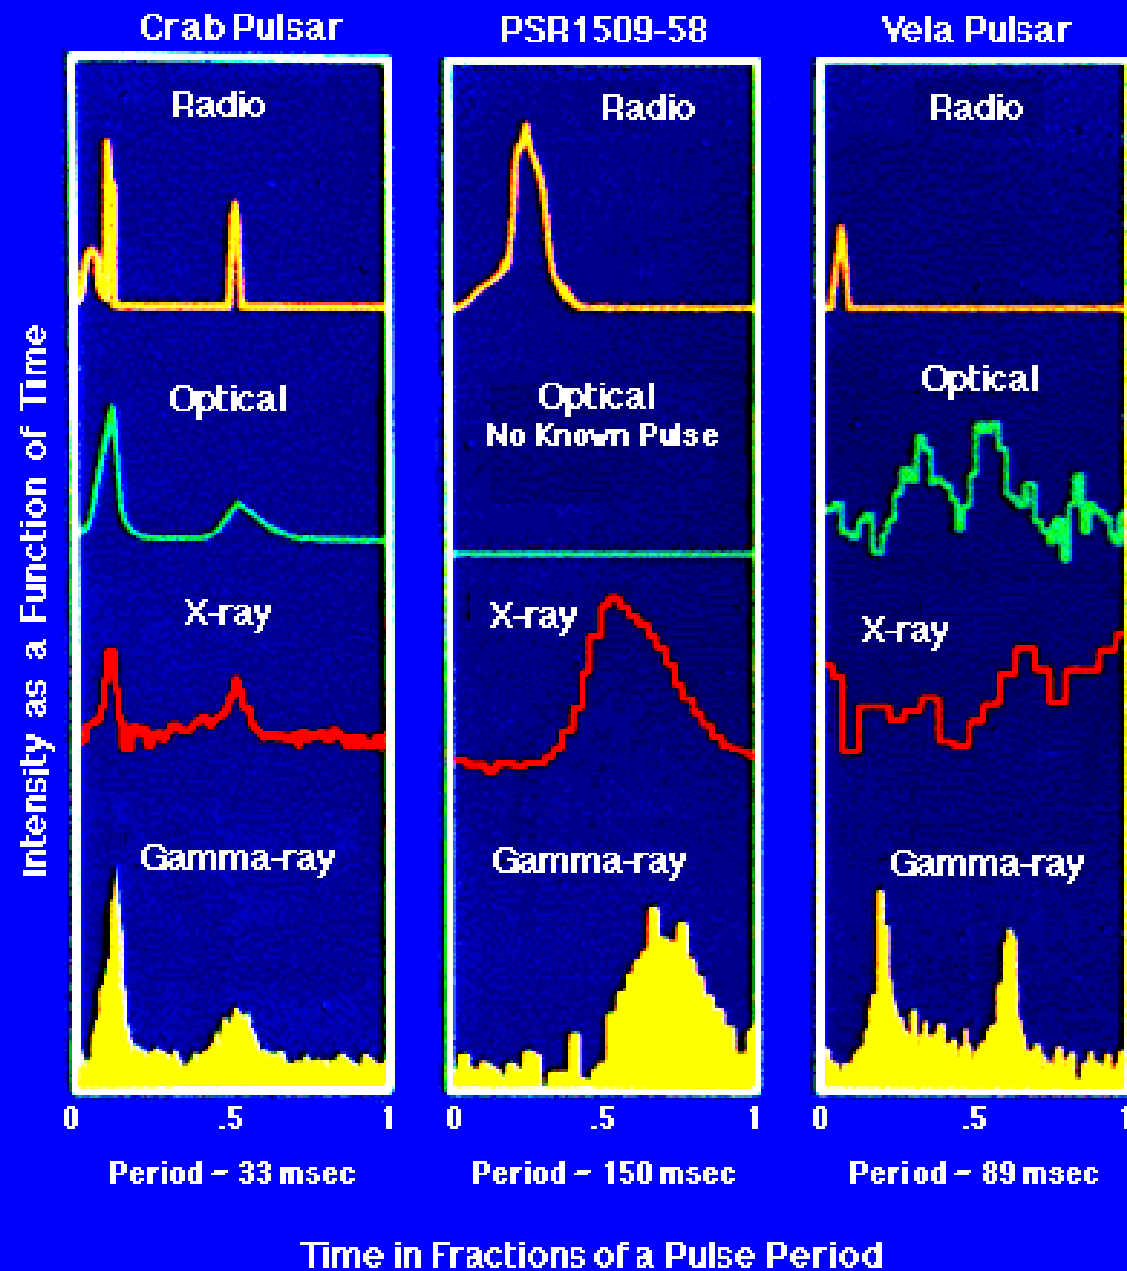 Crab Pulsar
PSR1509-58
Vela Pulsar
Radio
Radio
Radio
Optical
Optical
No Known Pulse
Optical
X-ray
X-ray
X-ray
Gamma-ray
Gamma-ray
Gamma-ray
Intensity as a Function of Time
0 .5 1
0 .5 1
0 .5 1
Period ~ 33 msec
Period ~ 150 msec
Period ~ 89 msec
Time in Fractions of a Pulse Period